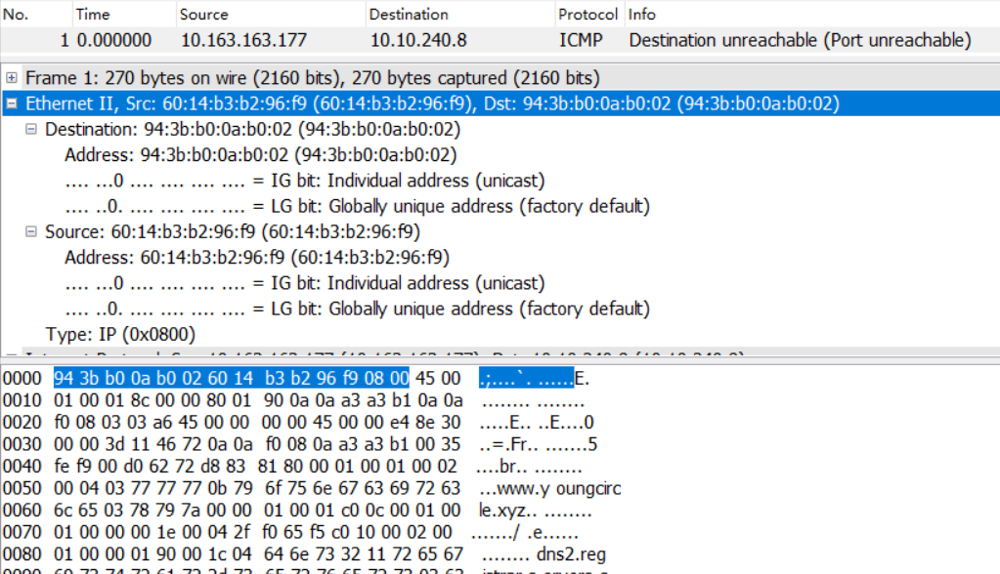 No. Time Source Destination Protocol Info
1 0.000000 10.163.163.177 10.10.240.8 ICMP Destination unreachable (Port unreachable)
Frame 1: 270 bytes on wire (2160 bits), 270 bytes captured (2160 bits)
Ethernet II, Src: 60:14:b3:b2:96:f9 (60:14:b3:b2:96:f9), Dst: 94:3b:b0:0a:b0:02 (94:3b:b0:0a:b0:02)
Destination: 94:3b:b0:0a:b0:02 (94:3b:b0:0a:b0:02)
Address: 94:3b:b0:0a:b0:02 (94:3b:b0:0a:b0:02)
.... ...0 .... .... .... .... = IG bit: Individual address (unicast)
.... ..0. .... .... .... .... = LG bit: Globally unique address (factory default)
Source: 60:14:b3:b2:96:f9 (60:14:b3:b2:96:f9)
Address: 60:14:b3:b2:96:f9 (60:14:b3:b2:96:f9)
.... ...0 .... .... .... .... = IG bit: Individual address (unicast)
.... ..0. .... .... .... .... = LG bit: Globally unique address (factory default)
Type: IP (0x0800)
0000 94 3b b0 0a b0 02 60 14 b3 b2 96 f9 08 00 45 00 .;....`. ......E.
0010 01 00 01 8c 00 00 80 01 90 0a 0a a3 a3 b1 0a 0a ........ ........
0020 f0 08 03 03 a6 45 00 00 00 00 45 00 00 e4 8e 30 .....E.. ..E....0
0030 00 00 3d 11 46 72 0a 0a f0 08 0a a3 a3 b1 00 35 ..=.Fr.. .......5
0040 fe f9 00 d0 62 72 d8 83 81 80 00 01 00 01 00 02 ....br.. ........
0050 00 04 03 77 77 77 0b 79 6f 75 6e 67 63 69 72 63 ...www.y oungcirc
0060 6c 65 03 78 79 7a 00 00 01 00 01 c0 0c 00 01 00 le.xyz.. ........
0070 01 00 00 00 1e 00 04 2f f0 65 f5 c0 10 00 02 00 ......./ .e......
0080 01 00 00 01 90 00 1c 04 64 6e 73 32 11 72 65 67 ........ dns2.reg